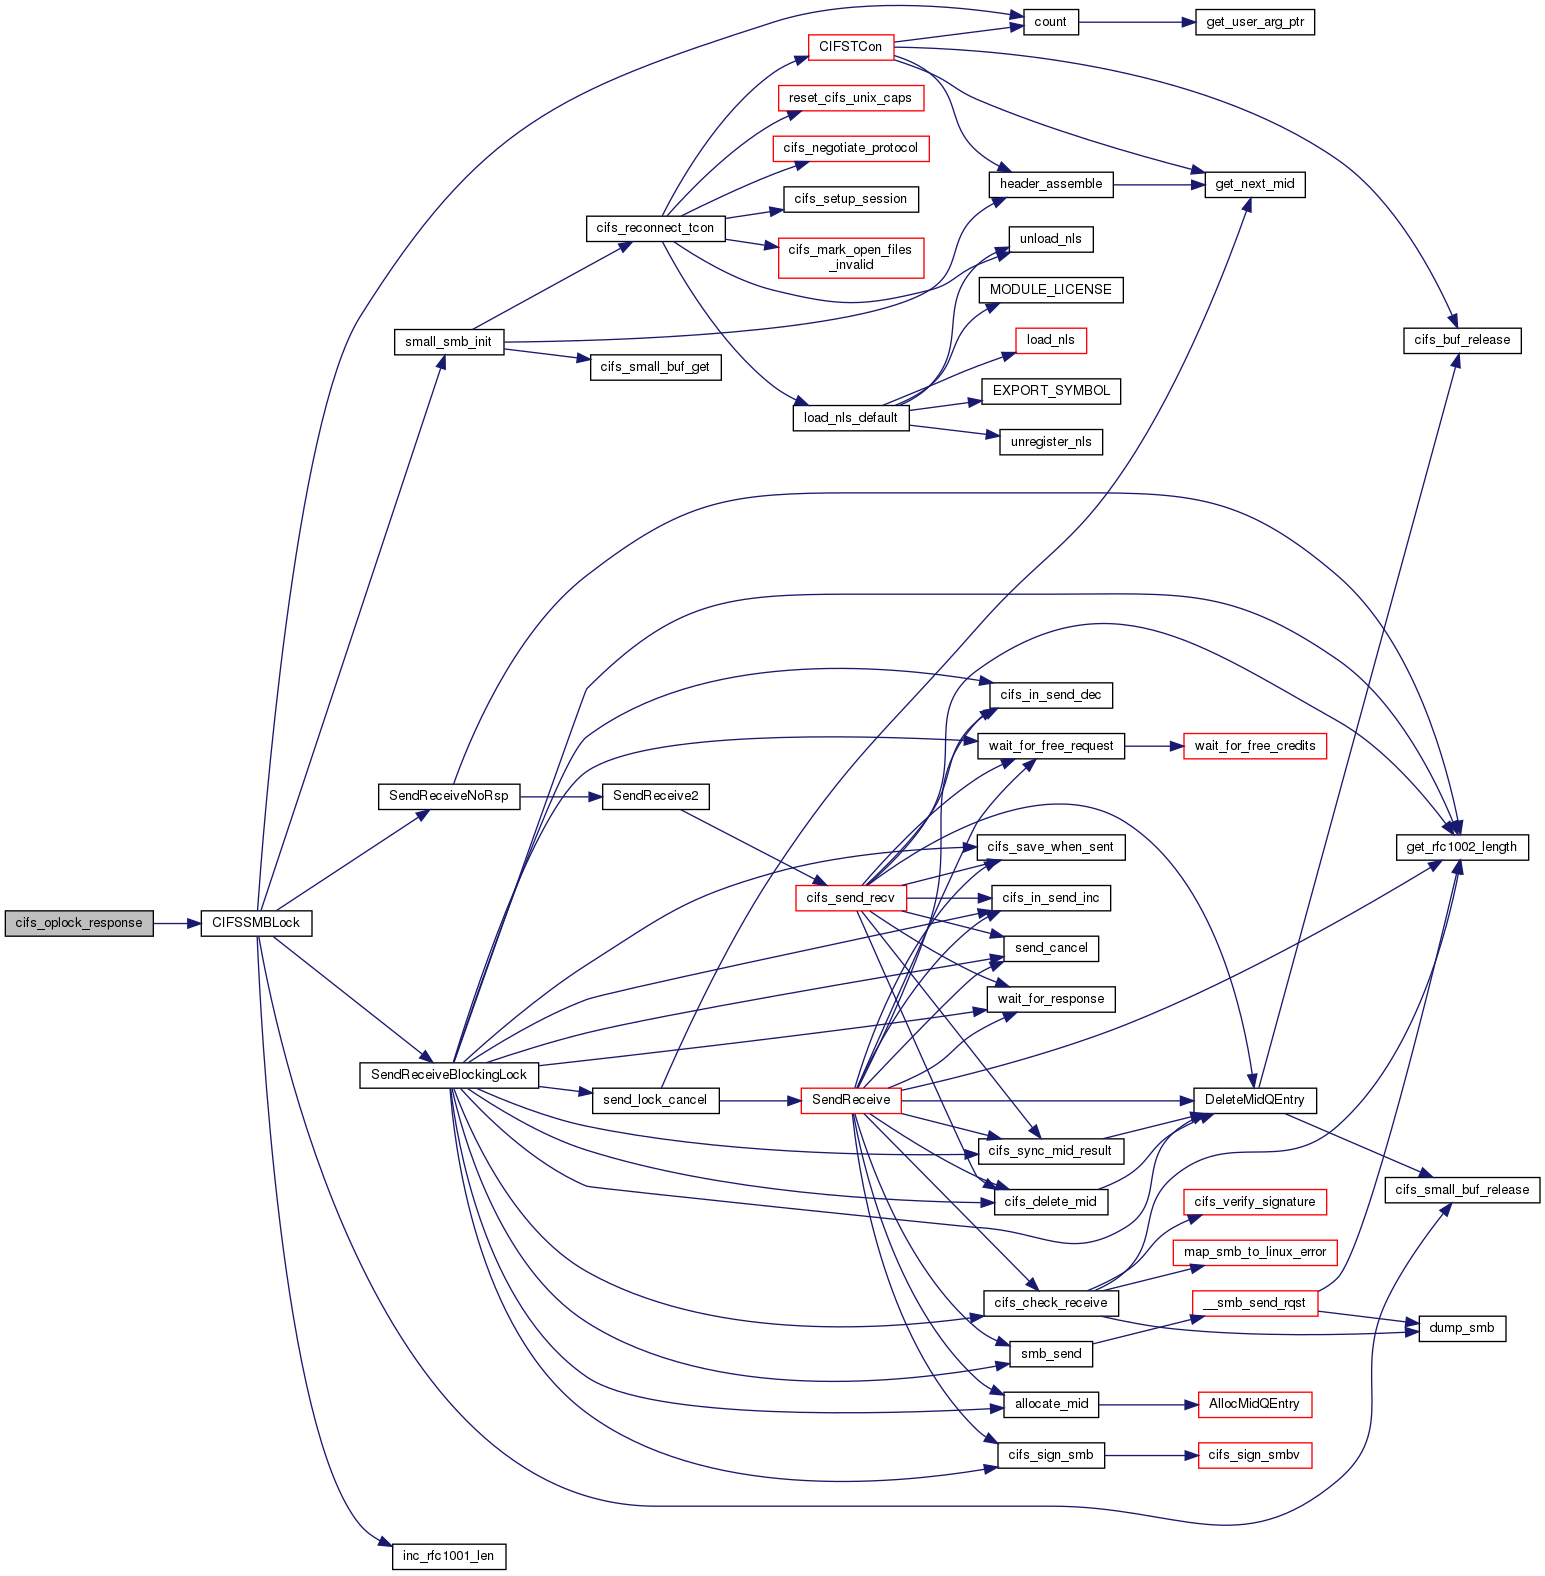 count
get_user_arg_ptr
CIFSTCon
reset_cifs_unix_caps
cifs_negotiate_protocol
header_assemble
get_next_mid
cifs_setup_session
cifs_reconnect_tcon
unload_nls
cifs_mark_open_files
_invalid
MODULE_LICENSE
small_smb_init
load_nls
cifs_buf_release
cifs_small_buf_get
EXPORT_SYMBOL
load_nls_default
unregister_nls
cifs_in_send_dec
wait_for_free_request
wait_for_free_credits
SendReceiveNoRsp
SendReceive2
cifs_save_when_sent
get_rfc1002_length
cifs_send_recv
cifs_in_send_inc
cifs_oplock_response
CIFSSMBLock
send_cancel
wait_for_response
SendReceiveBlockingLock
send_lock_cancel
SendReceive
DeleteMidQEntry
cifs_sync_mid_result
cifs_small_buf_release
cifs_delete_mid
cifs_verify_signature
map_smb_to_linux_error
cifs_check_receive
__smb_send_rqst
dump_smb
smb_send
allocate_mid
AllocMidQEntry
cifs_sign_smb
cifs_sign_smbv
inc_rfc1001_len